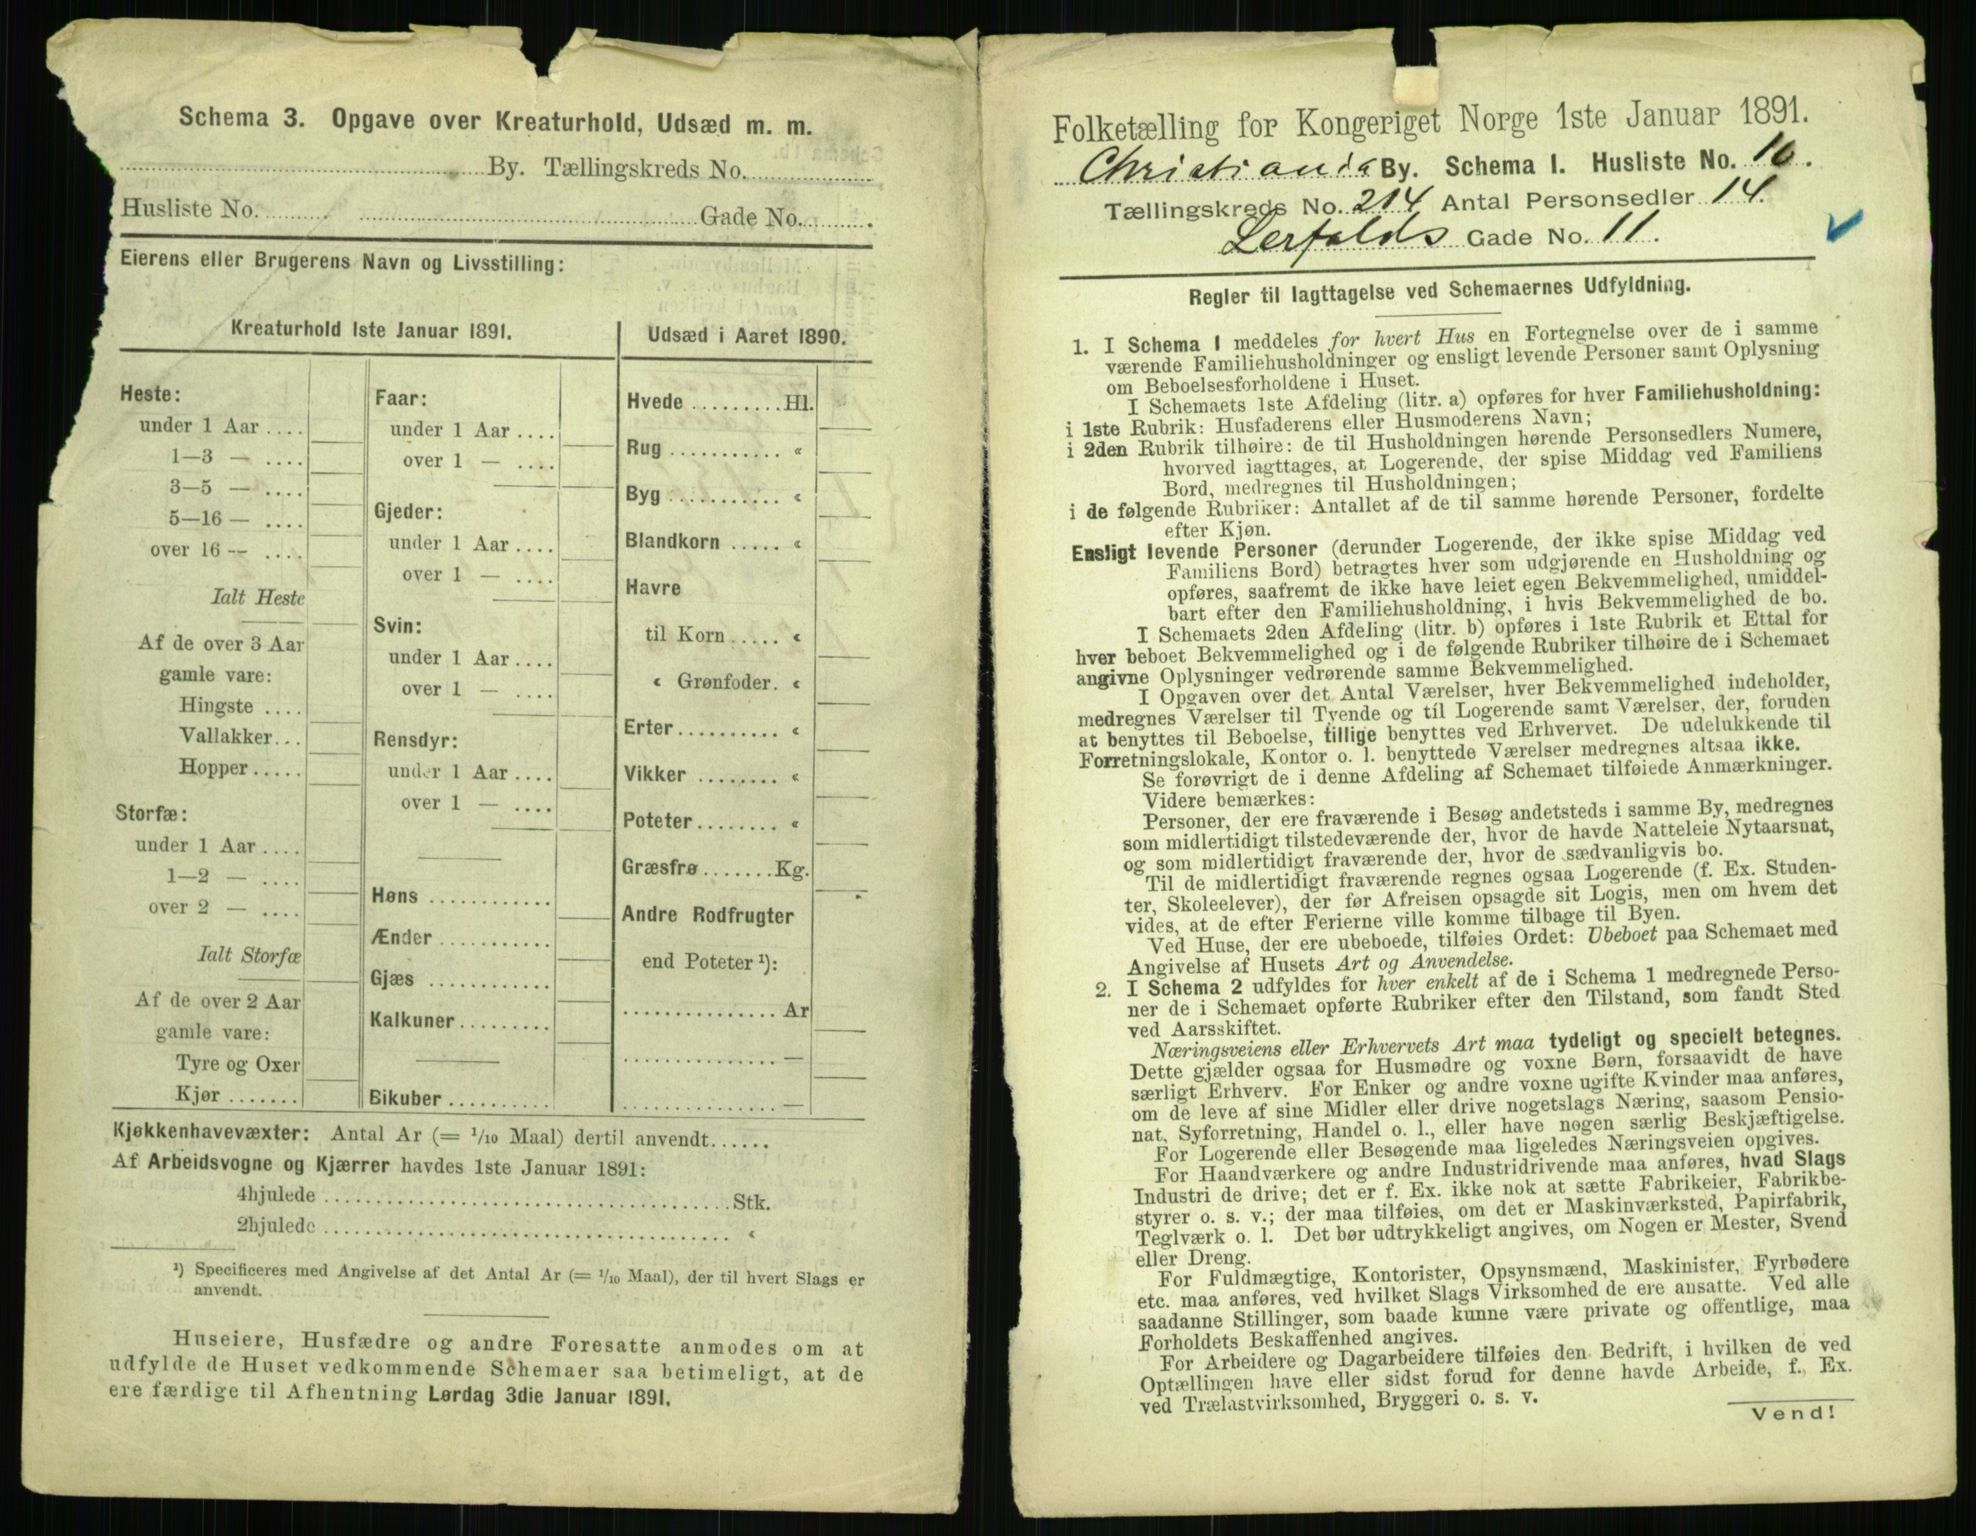 Schema 3. Opgave over Kreaturhold, Udsæd m. m.
By. Tællingskreds No.
Husliste No. Gade No.
Eierens eller Brugerens Navn og Livsstilling:
Kreaturhold 1ste Januar 1891.
Heste:
under 1 Aar ....
1—3 — ....
3—5 — ....
5—16 — ....
over 16 — ....
Ialt Heste
Af de over 3 Aar
gamle vare:
Hingste ....
Vallakker...
Hopper.....
Storfæ:
under 1 Aar ....
1—2 — ....
over 2 — ....
Ialt Storfæ
Af de over 2 Aar
gamle vare:
Tyre og Oxer
Kjør .......
Faar:
under 1 Aar ....
over 1 — ....
Gjeder:
under 1 Aar ....
over 1 — ....
Svin:
under 1 Aar ....
over 1 — ....
Rensdyr:
under 1 Aar ....
over 1 — ....
Høns ...........
Ænder ..........
Gjæs ...........
Kalkuner........
Bikuber .........
Udsæd i Aaret 1890.
Hvede .........Hl.
Rug ........... «
Byg ........... «
Blandkorn ..... «
Havre
til Korn ..... «
« Grønfoder. «
Erter.......... «
Vikker ........ «
Poteter........ «
Græsfrø .......Kg.
Andre Rodfrugter
end Poteter ¹):
............... Ar
............... —
............... —
Kjøkkenhavevæxter: Antal Ar (= 1/10 Maal) dertil anvendt......
Af Arbeidsvogne og Kjærrer havdes 1ste Januar 1891:
4hjulede ........................................Stk.
2hjulede ........................................ «
¹) Specificeres med Angivelse af det Antal Ar (= 1/10 Maal), der til hvert Slags er
anvendt.
Huseiere, Husfædre og andre Foresatte anmodes om at
udfylde de Huset vedkommende Schemaer saa betimeligt, at de
ere færdige til Afhentning Lørdag 3die Januar 1891.
Folketælling for Kongeriget Norge 1ste Januar 1891.
Christiania By. Schema I. Husliste No. 10.
Tællingskreds No. 214 Antal Personsedler 14.
Lerfalds Gade No. 11.
Regler til Iagttagelse ved Schemaernes Udfyldning.
1. I Schema I meddeles for hvert Hus en Fortegnelse over de i samme
værende Familiehusholdninger og ensligt levende Personer samt Oplysning
om Beboelsesforholdene i Huset.
I Schemaets 1ste Afdeling (litr. a) opføres for hver Familiehusholdning:
i 1ste Rubrik: Husfaderens eller Husmoderens Navn;
i 2den Rubrik tilhøire: de til Husholdningen hørende Personsedlers Numere,
hvorved iagttages, at Logerende, der spise Middag ved Familiens
Bord, medregnes til Husholdningen;
i de følgende Rubriker: Antallet af de til samme hørende Personer, fordelte
efter Kjøn.
Ensligt levende Personer (derunder Logerende, der ikke spise Middag ved
Familiens Bord) betragtes hver som udgjørende en Husholdning og
opføres, saafremt de ikke have leiet egen Bekvemmelighed, umiddel-
bart efter den Familiehusholdning, i hvis Bekvemmelighed de bo.
I Schemaets 2den Afdeling (litr. b) opføres i 1ste Rubrik et Ettal for
hver beboet Bekvemmelighed og i de følgende Rubriker tilhøire de i Schemaet
angivne Oplysninger vedrørende samme Bekvemmelighed.
I Opgaven over det Antal Værelser, hver Bekvemmelighed indeholder,
medregnes Værelser til Tyende og til Logerende samt Værelser, der, foruden
at benyttes til Beboelse, tillige benyttes ved Erhvervet. De udelukkende til
Forretningslokale, Kontor o. l. benyttede Værelser medregnes altsaa ikke.
Se forøvrigt de i denne Afdeling af Schemaet tilføiede Anmærkninger.
Videre bemærkes:
Personer, der ere fraværende i Besøg andetsteds i samme By, medregnes
som midlertidigt tilstedeværende der, hvor de havde Natteleie Nytaarsnat,
og som midlertidigt fraværende der, hvor de sædvanligvis bo.
Til de midlertidigt fraværende regnes ogsaa Logerende (f. Ex. Studen-
ter, Skoleelever), der før Afreisen opsagde sit Logis, men om hvem det
vides, at de efter Ferierne ville komme tilbage til Byen.
Ved Huse, der ere ubeboede, tilføies Ordet: Ubeboet paa Schemaet med
Angivelse af Husets Art og Anvendelse.
2. I Schema 2 udfyldes for hver enkelt af de i Schema 1 medregnede Perso-
ner de i Schemaet opførte Rubriker efter den Tilstand, som fandt Sted
ved Aarsskiftet.
Næringsveiens eller Erhvervets Art maa tydeligt og specielt betegnes.
Dette gjælder ogsaa for Husmødre og voxne Børn, forsaavidt de have
særligt Erhverv. For Enker og andre voxne ugifte Kvinder maa anføres,
om de leve af sine Midler eller drive nogetslags Næring, saasom Pensio-
nat, Syforretning, Handel o. l., eller have nogen særlig Beskjæftigelse.
For Logerende eller Besøgende maa ligeledes Næringsveien opgives.
For Haandværkere og andre Industridrivende maa anføres, hvad Slags
Industri de drive; det er f. Ex. ikke nok at sætte Fabrikeier, Fabrikbe-
styrer o. s. v.; der maa tilføies, om det er Maskinværksted, Papirfabrik,
Teglværk o. l. Det bør udtrykkeligt angives, om Nogen er Mester, Svend
eller Dreng.
For Fuldmægtige, Kontorister, Opsynsmænd, Maskinister, Fyrbødere
etc. maa anføres, ved hvilket Slags Virksomhed de ere ansatte. Ved alle
saadanne Stillinger, som baade kunne være private og offentlige, maa
Forholdets Beskaffenhed angives.
For Arbeidere og Dagarbeidere tilføies den Bedrift, i hvilken de ved
Optællingen have eller sidst forud for denne havde Arbeide, f. Ex.
ved Trælastvirksomhed, Bryggeri o. s. v.
Vend!